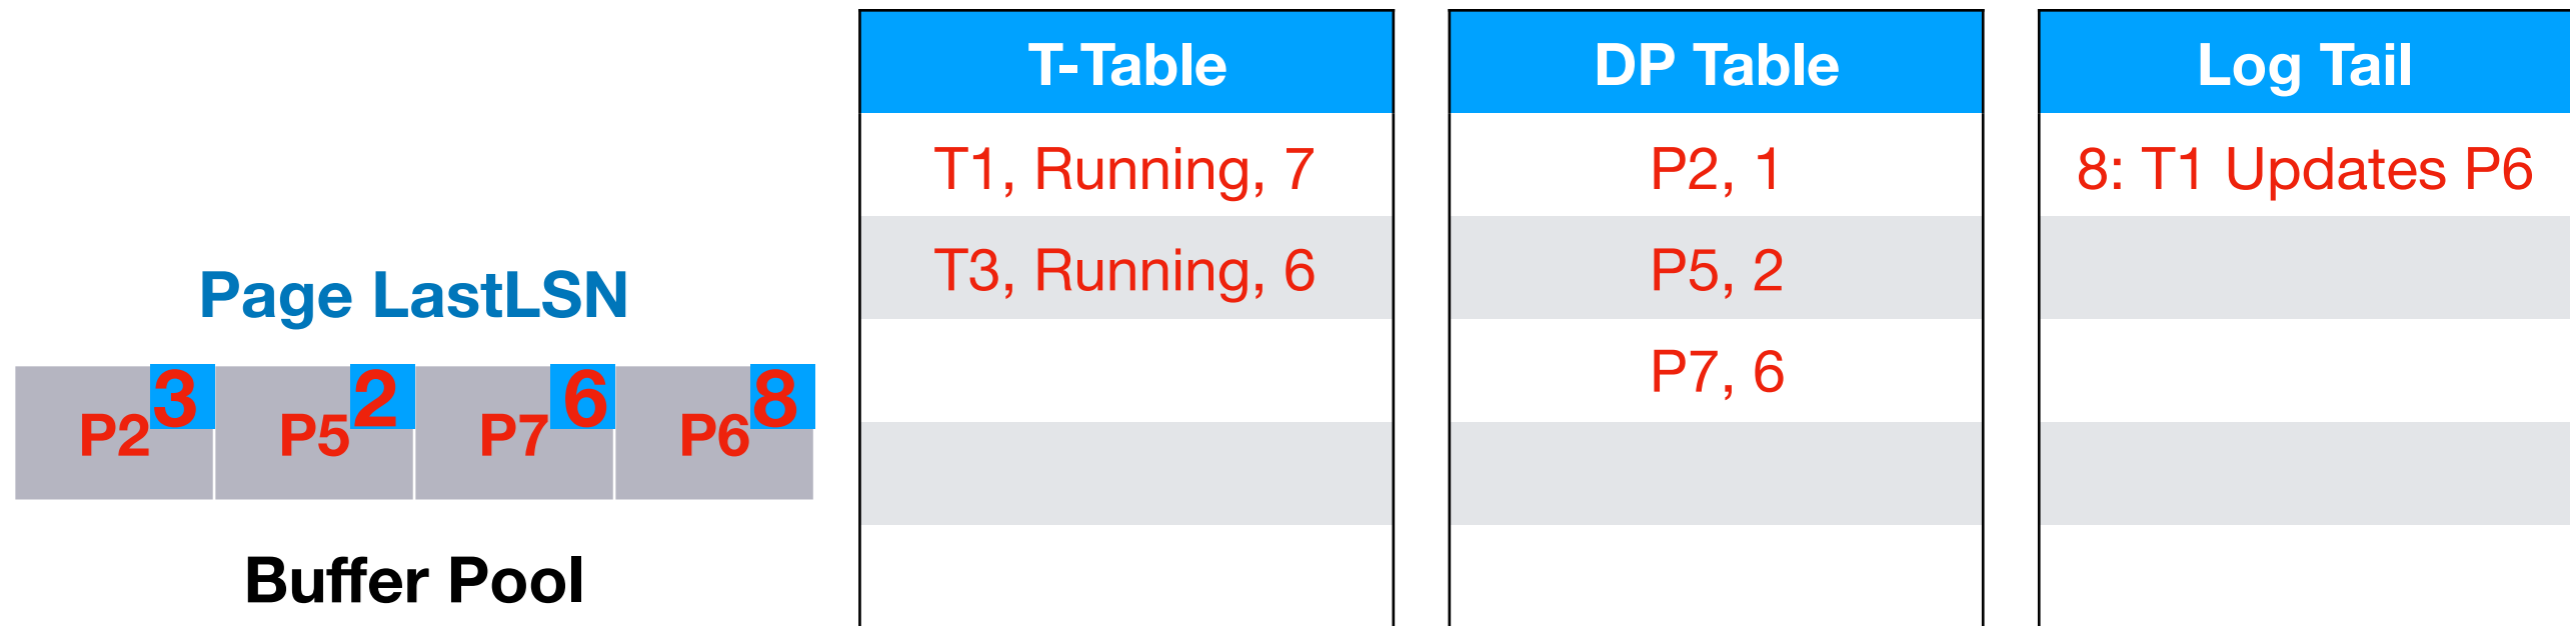 Page LastLSN
P2 3 P5 2 P7 6 P6 8
Buffer Pool
T-Table
T1, Running, 7
T3, Running, 6
DP Table
P2, 1
P5, 2
P7, 6
Log Tail
8: T1 Updates P6